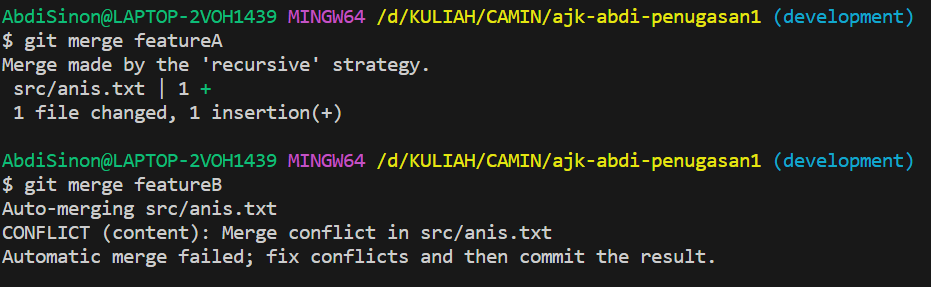 AbdiSinon@LAPTOP-2VOH1439 MINGW64 /d/KULIAH/CAMIN/ajk-abdi-penugasan1 (development)
$ git merge featureA
Merge made by the 'recursive' strategy.
 src/anis.txt | 1 +
 1 file changed, 1 insertion(+)

AbdiSinon@LAPTOP-2VOH1439 MINGW64 /d/KULIAH/CAMIN/ajk-abdi-penugasan1 (development)
$ git merge featureB
Auto-merging src/anis.txt
CONFLICT (content): Merge conflict in src/anis.txt
Automatic merge failed; fix conflicts and then commit the result.